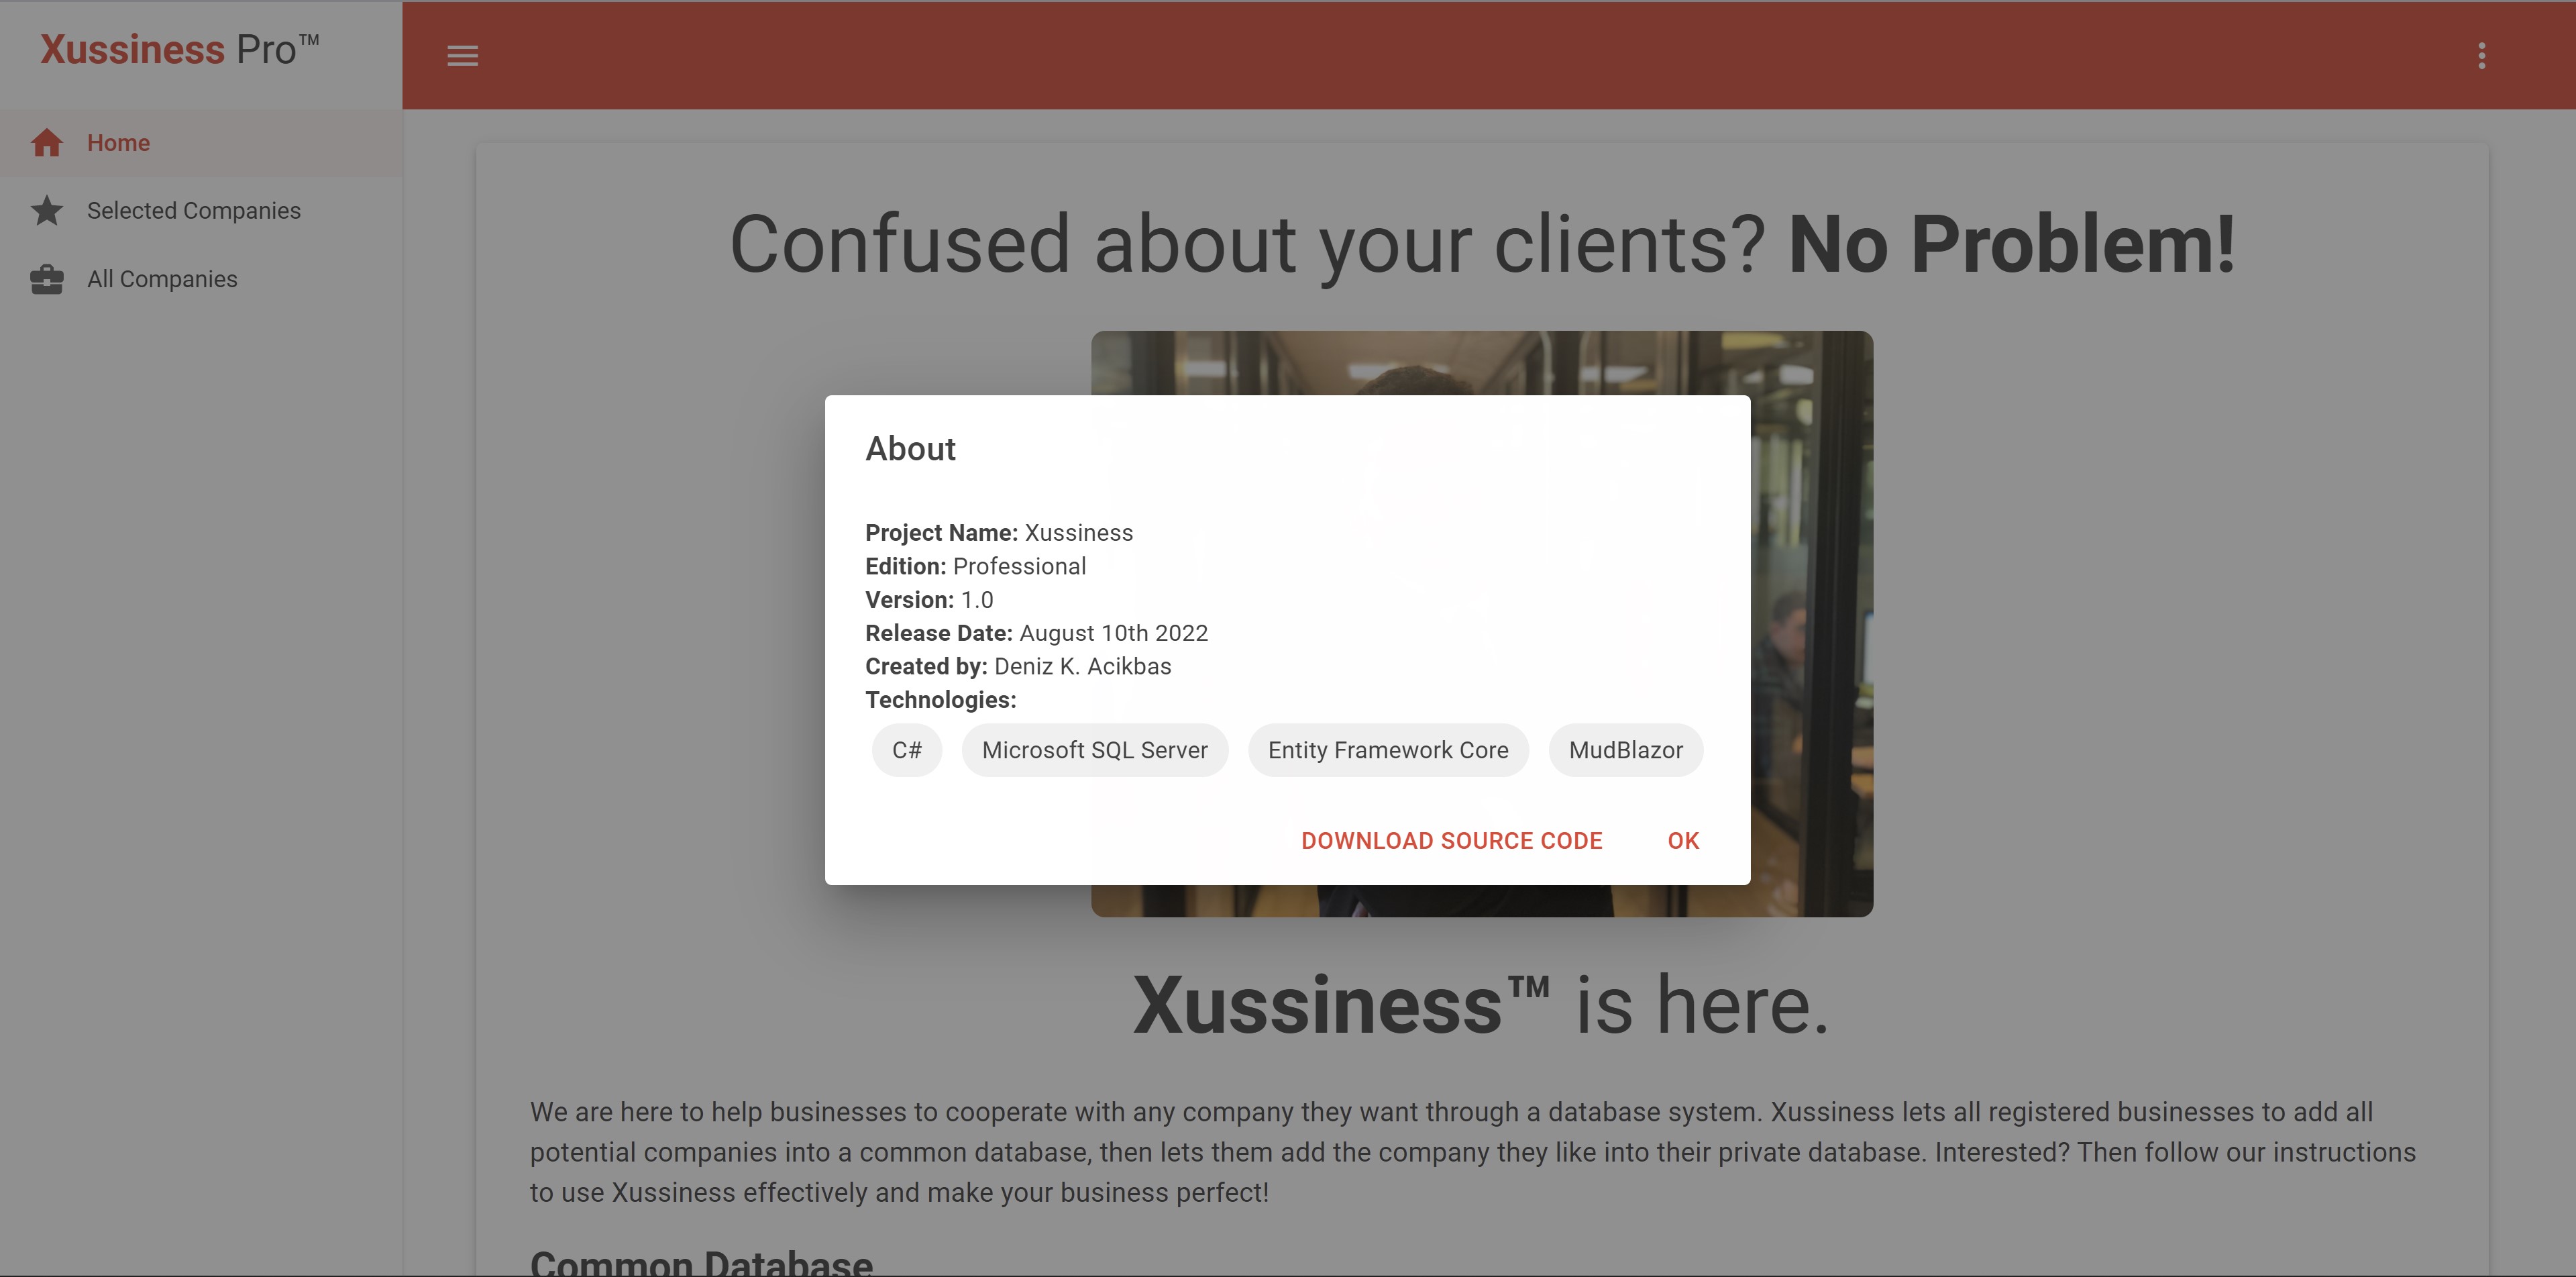 Xussiness Pro™
Home
Selected Companies
All Companies
Confused about your clients? No Problem!
About
Project Name: Xussiness
Edition: Professional
Version: 1.0
Release Date: August 10th 2022
Created by: Deniz K. Acikbas
Technologies:
C# Microsoft SQL Server Entity Framework Core MudBlazor
DOWNLOAD SOURCE CODE OK
Xussiness™ is here.
We are here to help businesses to cooperate with any company they want through a database system. Xussiness lets all registered businesses to add all
potential companies into a common database, then lets them add the company they like into their private database. Interested? Then follow our instructions
to use Xussiness effectively and make your business perfect!
Common Database